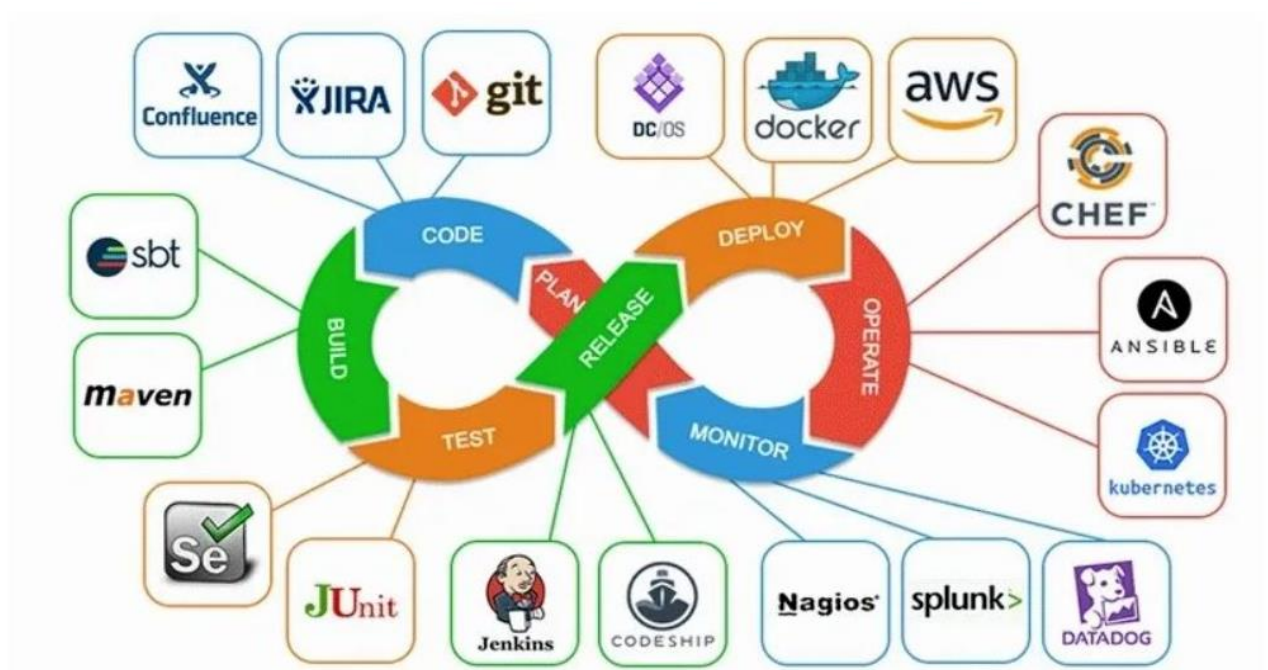 Confluence
JIRA
git
DC/OS
docker
aws
CHEF
sbt
CODE
DEPLOY
PLAN
RELEASE
BUILD
OPERATE
ANSIBLE
maven
TEST
MONITOR
kubernetes
Se
JUnit
Jenkins
CODESHIP
Nagios®
splunk>
DATADOG